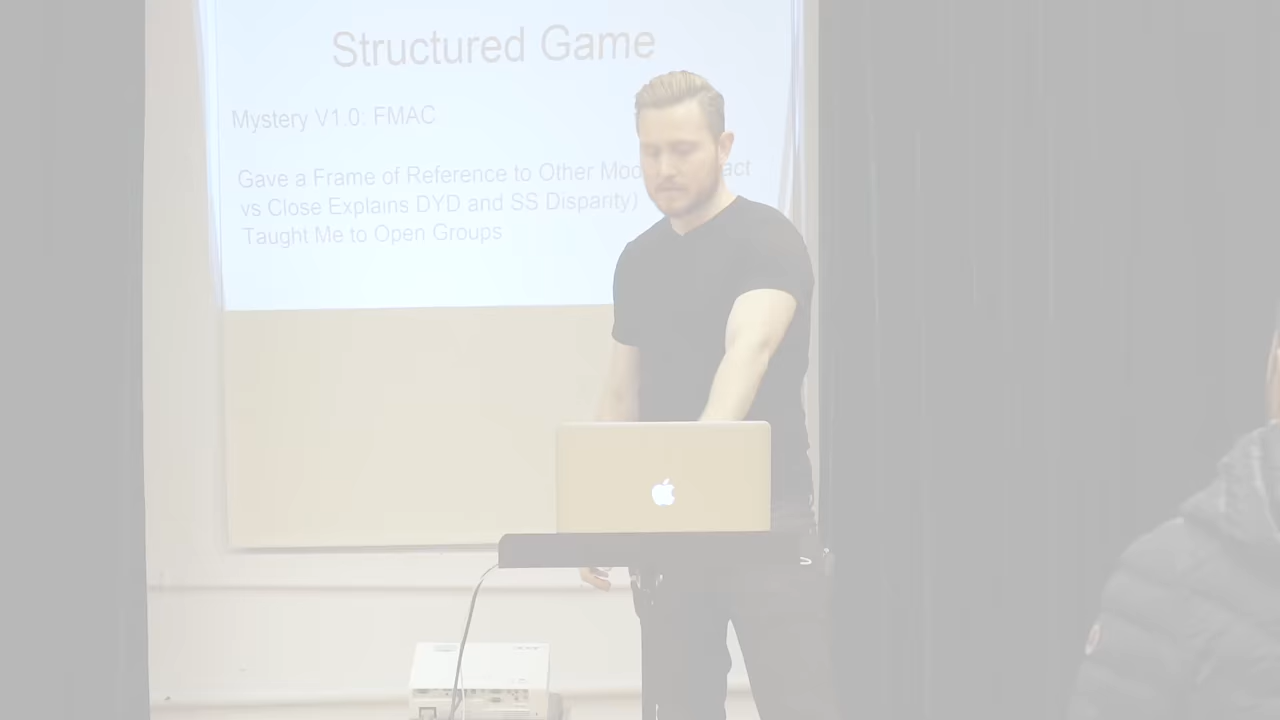 Structured Game
Mystery V1.0: FMAC
Gave a Frame of Reference to Other
vs Close Explains DYD and SS Disparity)
Taught Me to Open Groups